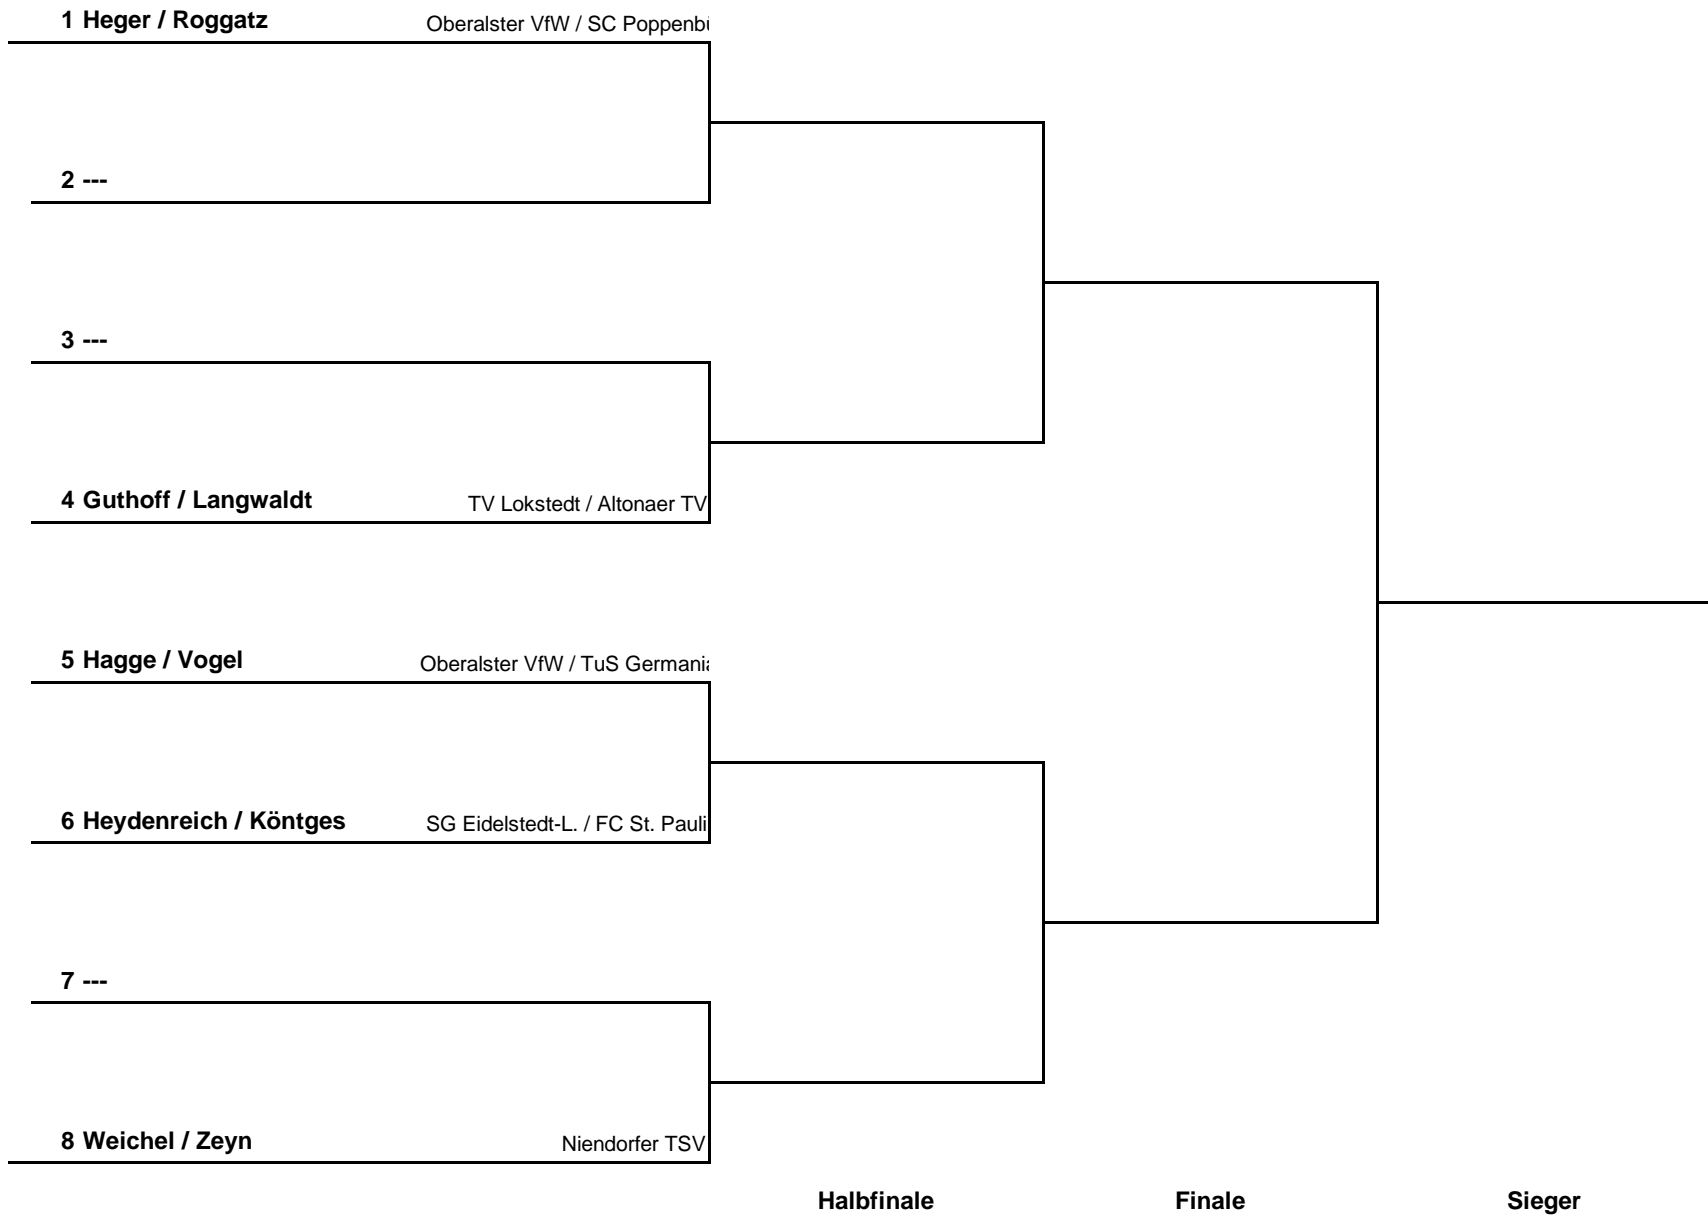 1 Heger / Roggatz Oberalster VfW / SC Poppenbü
2 ---
3 ---
4 Guthoff / Langwaldt TV Lokstedt / Altonaer TV
5 Hagge / Vogel Oberalster VfW / TuS Germania
6 Heydenreich / Köntges SG Eidelstedt-L. / FC St. Pauli
7 ---
8 Weichel / Zeyn Niendorfer TSV
Halbfinale Finale Sieger